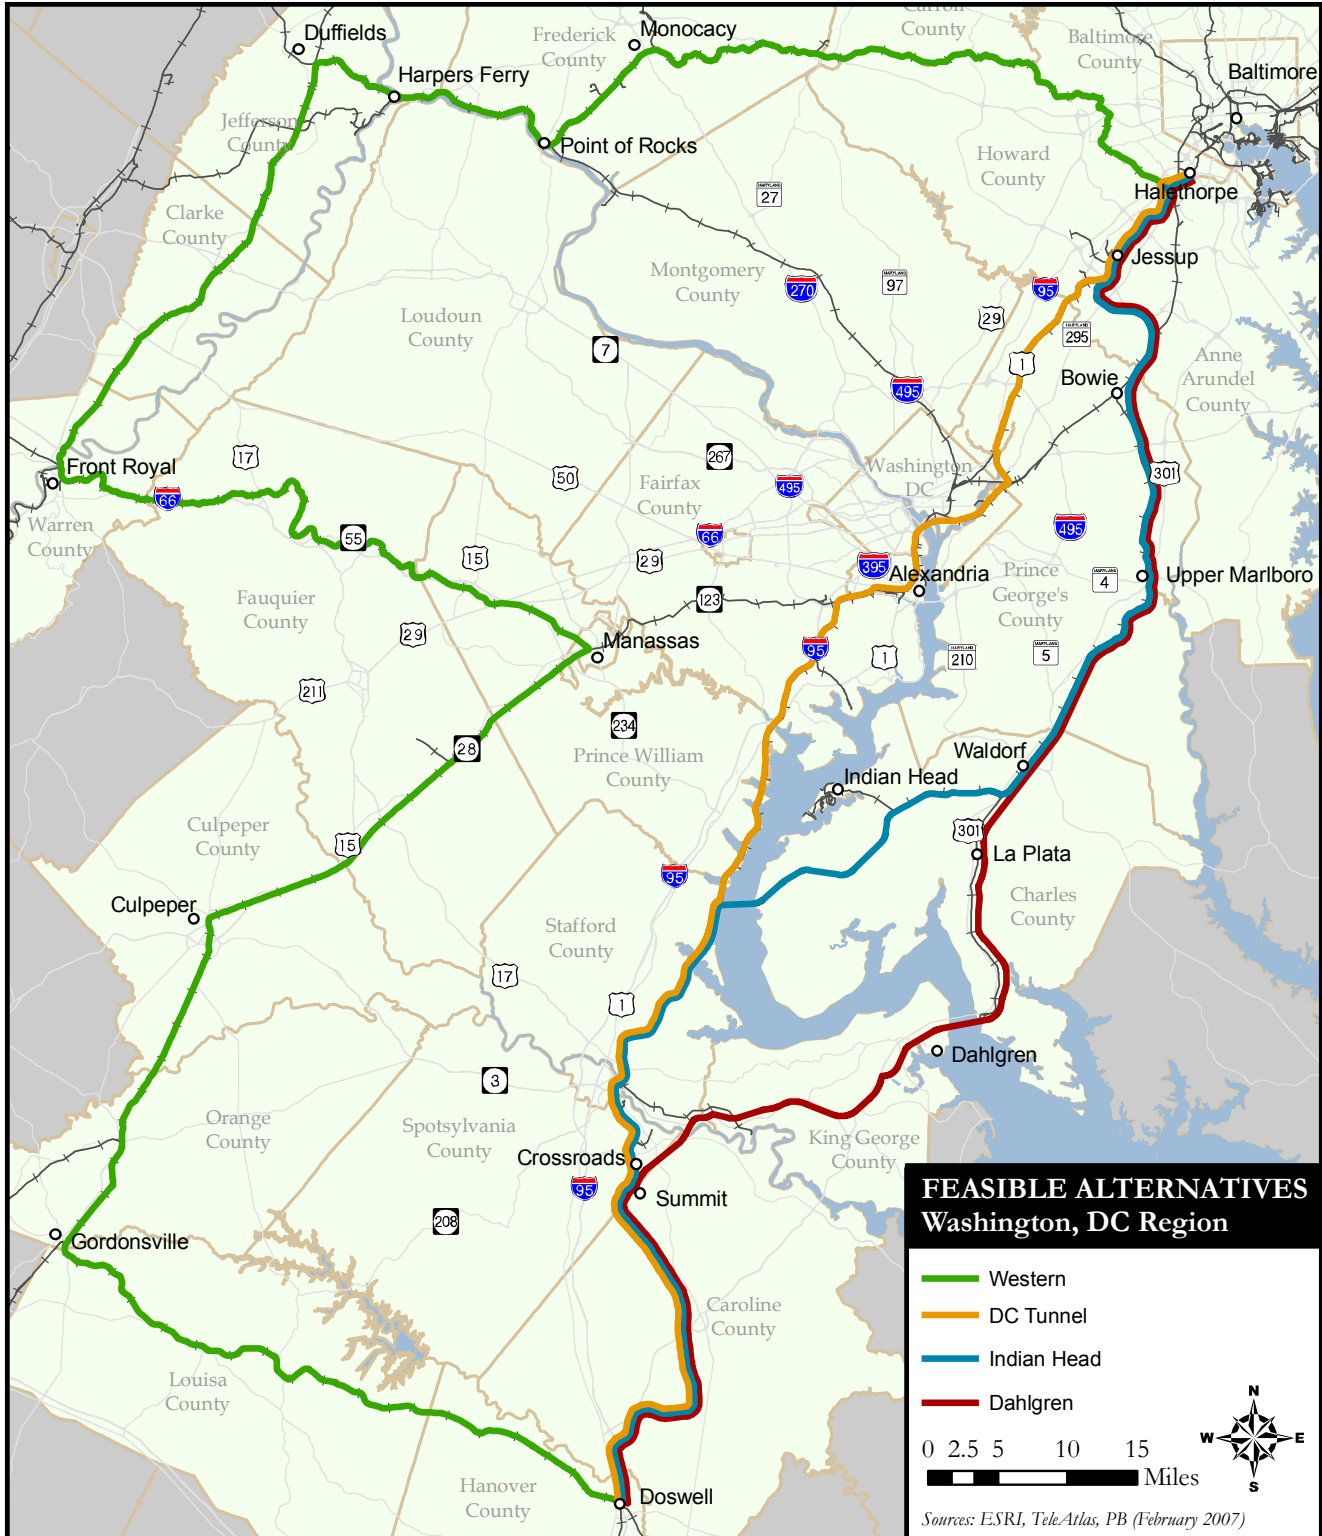 Carroll
County
Duffields
Frederick
County
Monocacy
Baltimore
County
Baltimore
Harpers Ferry
Jefferson
County
Point of Rocks
Howard
County
MARYLAND
27
Halethorpe
Clarke
County
Jessup
Montgomery
County
270
MARYLAND
97
95
29
MARYLAND
295
Loudoun
County
7
1
Anne
Arundel
County
495
Bowie
17
Front Royal
66
50
267
Fairfax
County
495
Washington
DC
301
Warren
County
55
15
29
66
395
495
Alexandria
Prince
George's
County
MARYLAND
4
Upper Marlboro
Fauquier
County
29
123
Manassas
95
1
MARYLAND
210
MARYLAND
5
211
234
28
Prince William
County
Waldorf
Indian Head
Culpeper
County
15
301
La Plata
95
Charles
County
Culpeper
Stafford
County
17
1
Dahlgren
3
Orange
County
Spotsylvania
County
King George
County
Crossroads
95
Summit
208
Gordonsville
Caroline
County
Louisa
County
Hanover
County
Doswell
FEASIBLE ALTERNATIVES
Washington, DC Region
Western
DC Tunnel
Indian Head
Dahlgren
N
W E
S
0 2.5 5 10 15
Miles
Sources: ESRI, TeleAtlas, PB (February 2007)